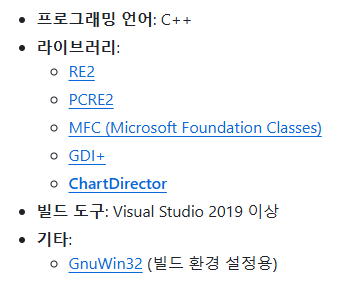 프로그래밍 언어: C++
라이브러리:
RE2
PCRE2
MFC (Microsoft Foundation Classes)
GDI+
ChartDirector
빌드 도구: Visual Studio 2019 이상
기타:
GnuWin32 (빌드 환경 설정용)